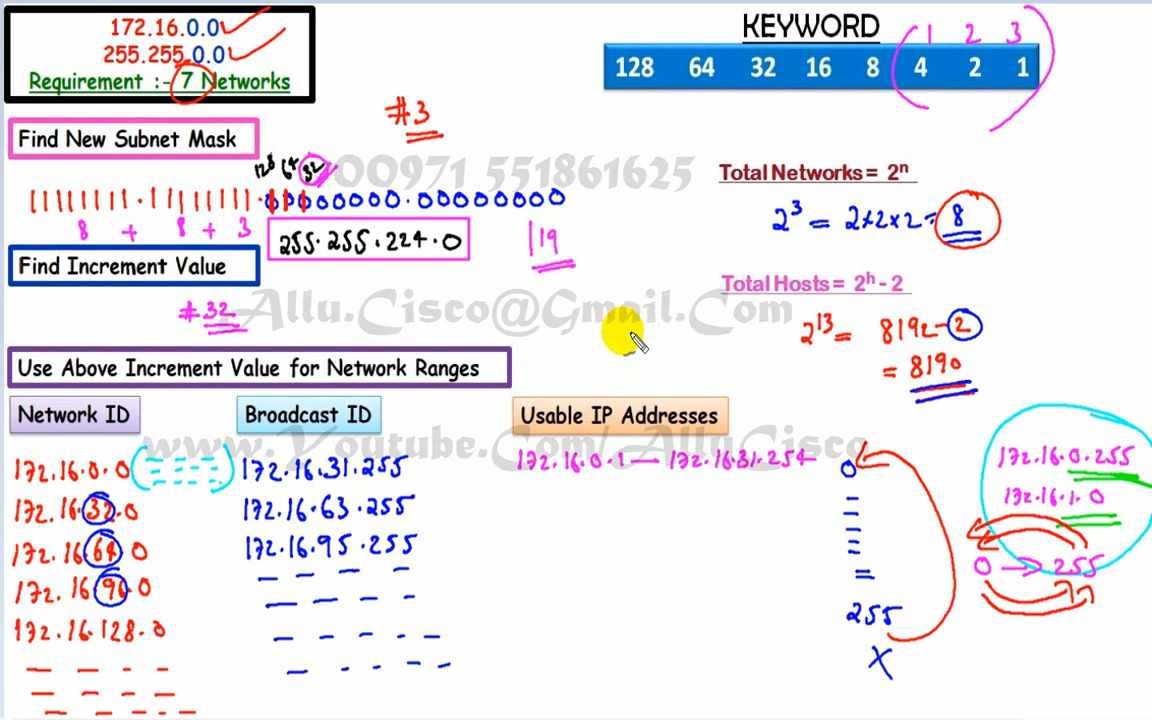 172.16.0.0
255.255.0.0
Requirement :- 7 Networks
KEYWORD
1 2 3
128 64 32 16 8 4 2 1
#3
Find New Subnet Mask
128 64 32
00971 551861625
||||||||.||||||||.|||00000.00000000
8 + 8 + 3
255.255.224.0
|19
Total Networks = 2ⁿ
2³ = 2×2×2 = 8
Find Increment Value
#32
Allu.Cisco@Gmail.Com
Total Hosts = 2ʰ - 2
2¹³ = 8192-2
= 8190
Use Above Increment Value for Network Ranges
Network ID Broadcast ID Usable IP Addresses
www.Youtube.Com/AlluCisco
172.16.0.0 (----) 172.16.31.255 172.16.0.1 — 172.16.31.254
172.16.32.0 172.16.63.255
172.16.64.0 172.16.95.255
172.16.96.0
172.16.128.0
0
255
X
172.16.0.255
172.16.1.0
0 → 255